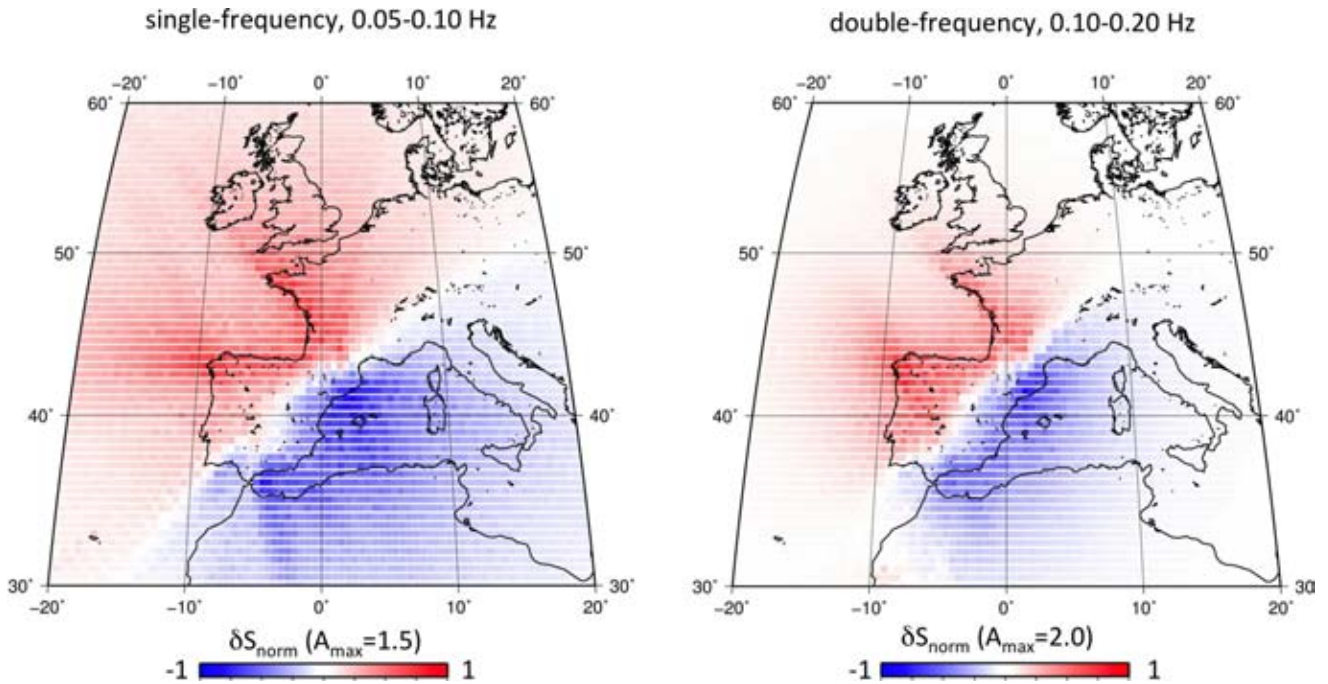 single-frequency, 0.05-0.10 Hz
double-frequency, 0.10-0.20 Hz
−20˚ −10˚ 0˚ 10˚ 20˚
60˚ 60˚
50˚ 50˚
40˚ 40˚
30˚ 30˚
−20˚ −10˚ 0˚ 10˚ 20˚
δSnorm (Amax=1.5)
-1 1
−20˚ −10˚ 0˚ 10˚ 20˚
60˚ 60˚
50˚ 50˚
40˚ 40˚
30˚ 30˚
−20˚ −10˚ 0˚ 10˚ 20˚
δSnorm (Amax=2.0)
-1 1